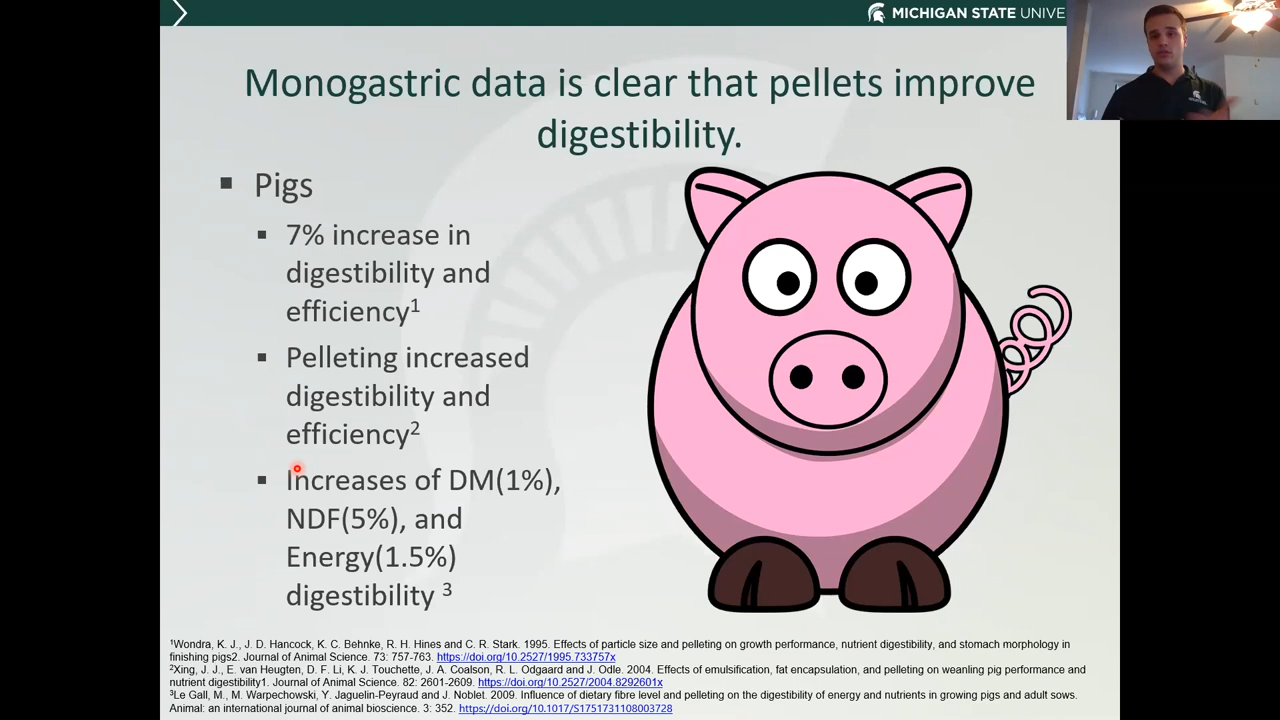 MICHIGAN STATE UNIVE
Monogastric data is clear that pellets improve
digestibility.
Pigs
7% increase in
digestibility and
efficiency1
Pelleting increased
digestibility and
efficiency2
Increases of DM(1%),
NDF(5%), and
Energy(1.5%)
digestibility 3
1Wondra, K. J., J. D. Hancock, K. C. Behnke, R. H. Hines and C. R. Stark. 1995. Effects of particle size and pelleting on growth performance, nutrient digestibility, and stomach morphology in
finishing pigs2. Journal of Animal Science. 73: 757-763. https://doi.org/10.2527/1995.733757x
2Xing, J. J., E. van Heugten, D. F. Li, K. J. Touchette, J. A. Coalson, R. L. Odgaard and J. Odle. 2004. Effects of emulsification, fat encapsulation, and pelleting on weanling pig performance and
nutrient digestibility1. Journal of Animal Science. 82: 2601-2609. https://doi.org/10.2527/2004.8292601x
3Le Gall, M., M. Warpechowski, Y. Jaguelin-Peyraud and J. Noblet. 2009. Influence of dietary fibre level and pelleting on the digestibility of energy and nutrients in growing pigs and adult sows.
Animal: an international journal of animal bioscience. 3: 352. https://doi.org/10.1017/S1751731108003728